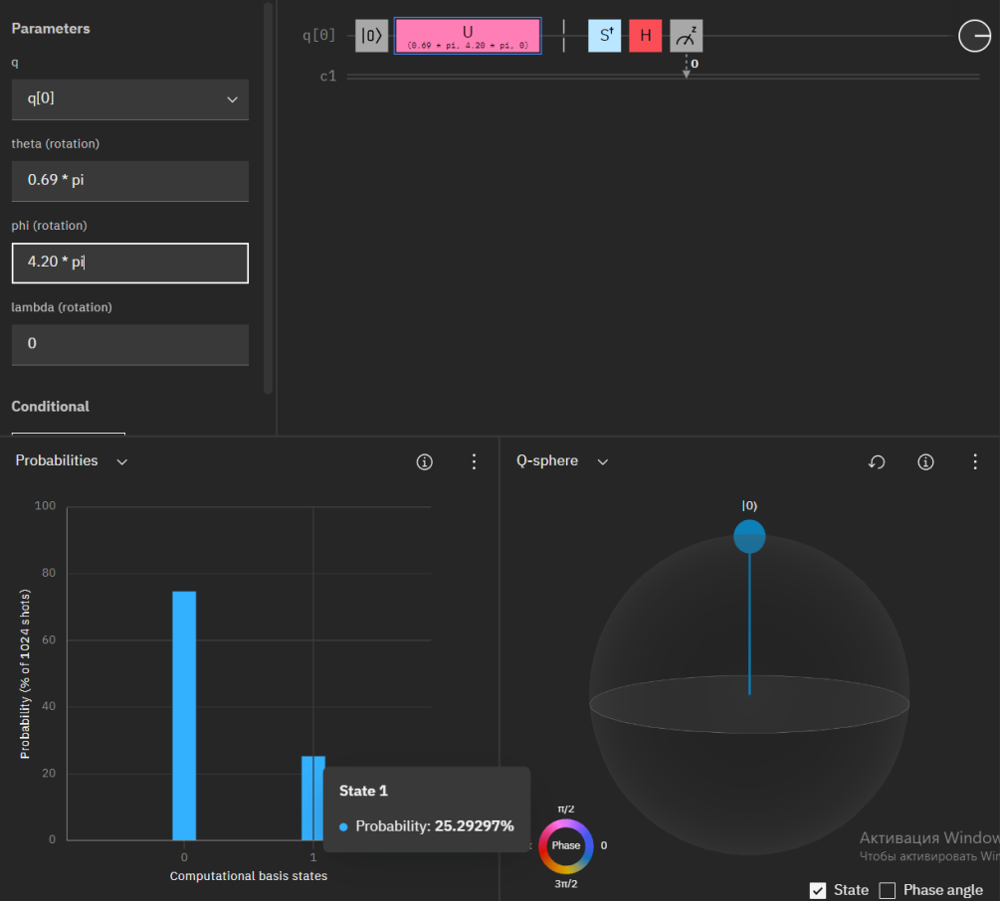 Parameters
q
q[0]
theta (rotation)
0.69 * pi
phi (rotation)
4.20 * pi
lambda (rotation)
0
Conditional
q[0]
|0⟩
U
(0.69 * pi, 4.20 * pi, 0)
S†
H
z
0
c1
Probabilities
Probability (% of 1024 shots)
100
80
60
40
20
0
0
1
Computational basis states
State 1
Probability: 25.29297%
Q-sphere
|0⟩
π/2
Phase
0
3π/2
Активация Window
Чтобы активировать Win
State
Phase angle